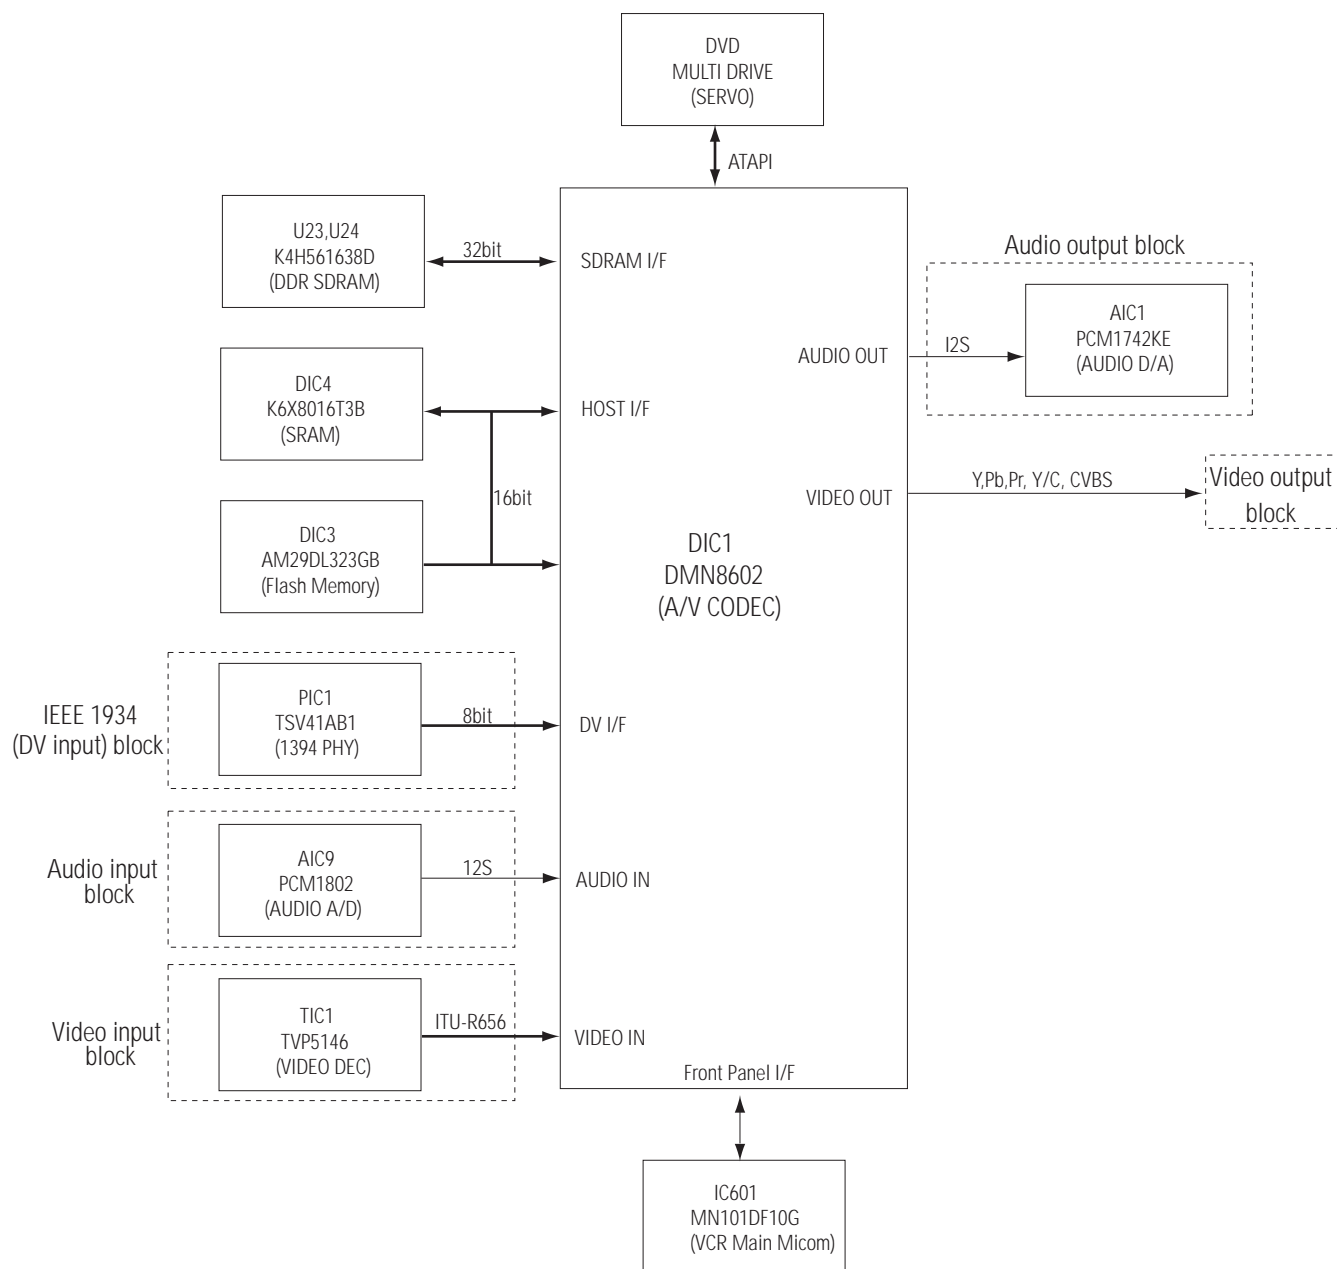 DVD
MULTI DRIVE
(SERVO)
ATAPI
U23,U24
K4H561638D
(DDR SDRAM)
32bit
SDRAM I/F
Audio output block
AIC1
PCM1742KE
(AUDIO D/A)
I2S
AUDIO OUT
DIC4
K6X8016T3B
(SRAM)
HOST I/F
16bit
DIC3
AM29DL323GB
(Flash Memory)
Y,Pb,Pr, Y/C, CVBS
VIDEO OUT
Video output
block
DIC1
DMN8602
(A/V CODEC)
IEEE 1934
(DV input) block
PIC1
TSV41AB1
(1394 PHY)
8bit
DV I/F
Audio input
block
AIC9
PCM1802
(AUDIO A/D)
12S
AUDIO IN
Video input
block
TIC1
TVP5146
(VIDEO DEC)
ITU-R656
VIDEO IN
Front Panel I/F
IC601
MN101DF10G
(VCR Main Micom)